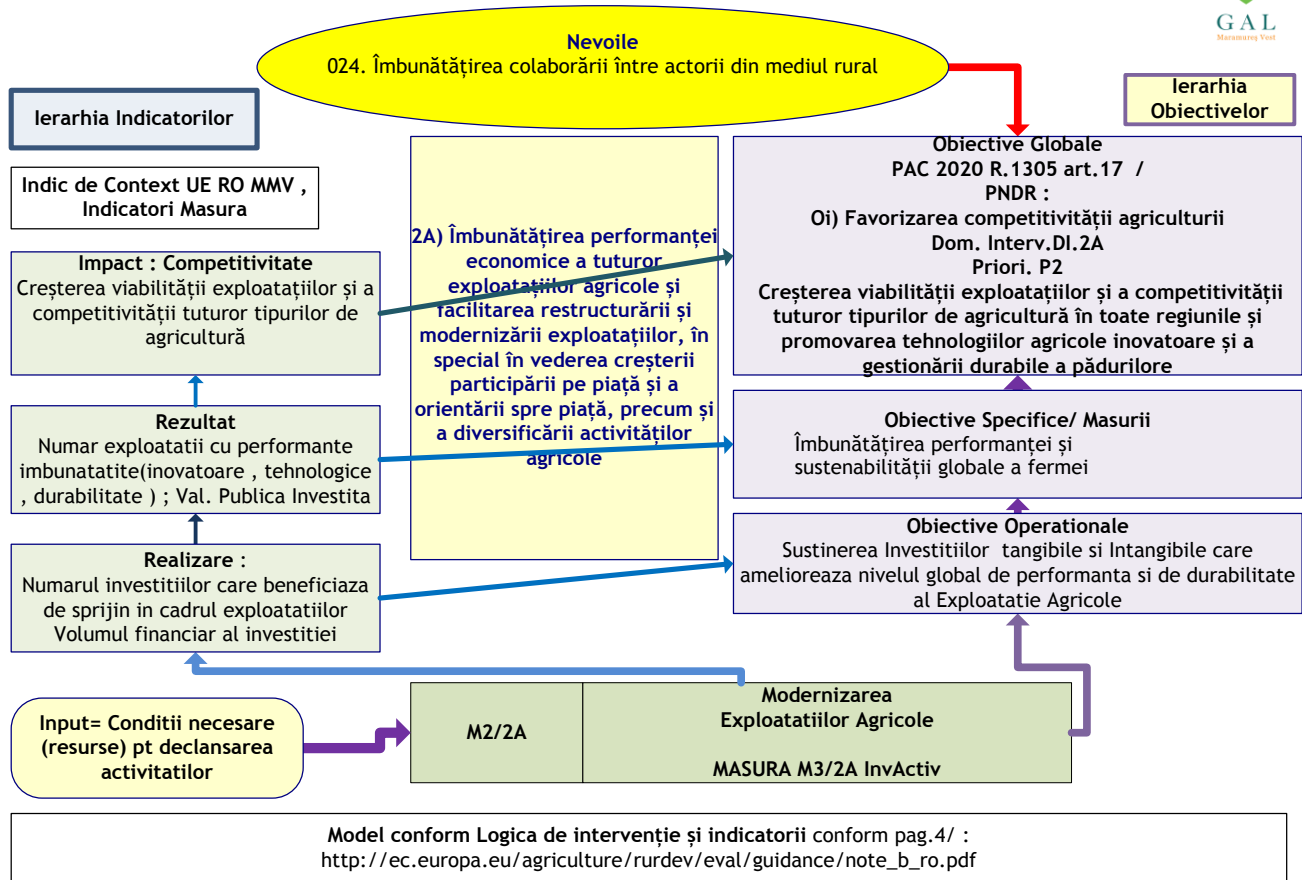 GAL
Maramureș Vest
Nevoile
024. Îmbunătățirea colaborării între actorii din mediul rural
Ierarhia Indicatorilor
Ierarhia
Obiectivelor
Indic de Context UE RO MMV ,
Indicatori Masura
2A) Îmbunătățirea performanței
economice a tuturor
exploatațiilor agricole și
facilitarea restructurării și
modernizării exploatațiilor, în
special în vederea creșterii
participării pe piață și a
orientării spre piață, precum și
a diversificării activităților
agricole
Obiective Globale
PAC 2020 R.1305 art.17 /
PNDR :
Oi) Favorizarea competitivității agriculturii
Dom. Interv.DI.2A
Priori. P2
Creșterea viabilității exploatațiilor și a competitivității
tuturor tipurilor de agricultură în toate regiunile și
promovarea tehnologiilor agricole inovatoare și a
gestionării durabile a pădurilore
Impact : Competitivitate
Creșterea viabilității exploatațiilor și a
competitivității tuturor tipurilor de
agricultură
Rezultat
Numar exploatatii cu performante
imbunatatite(inovatoare , tehnologice
, durabilitate ) ; Val. Publica Investita
Obiective Specifice/ Masurii
Îmbunătățirea performanței și
sustenabilității globale a fermei
Realizare :
Numarul investitiilor care beneficiaza
de sprijin in cadrul exploatatiilor
Volumul financiar al investitiei
Obiective Operationale
Sustinerea Investitiilor tangibile si Intangibile care
amelioreaza nivelul global de performanta si de durabilitate
al Exploatatie Agricole
Input= Conditii necesare
(resurse) pt declansarea
activitatilor
M2/2A
Modernizarea
Exploatatiilor Agricole
MASURA M3/2A InvActiv
Model conform Logica de intervenție și indicatorii conform pag.4/ :
http://ec.europa.eu/agriculture/rurdev/eval/guidance/note_b_ro.pdf